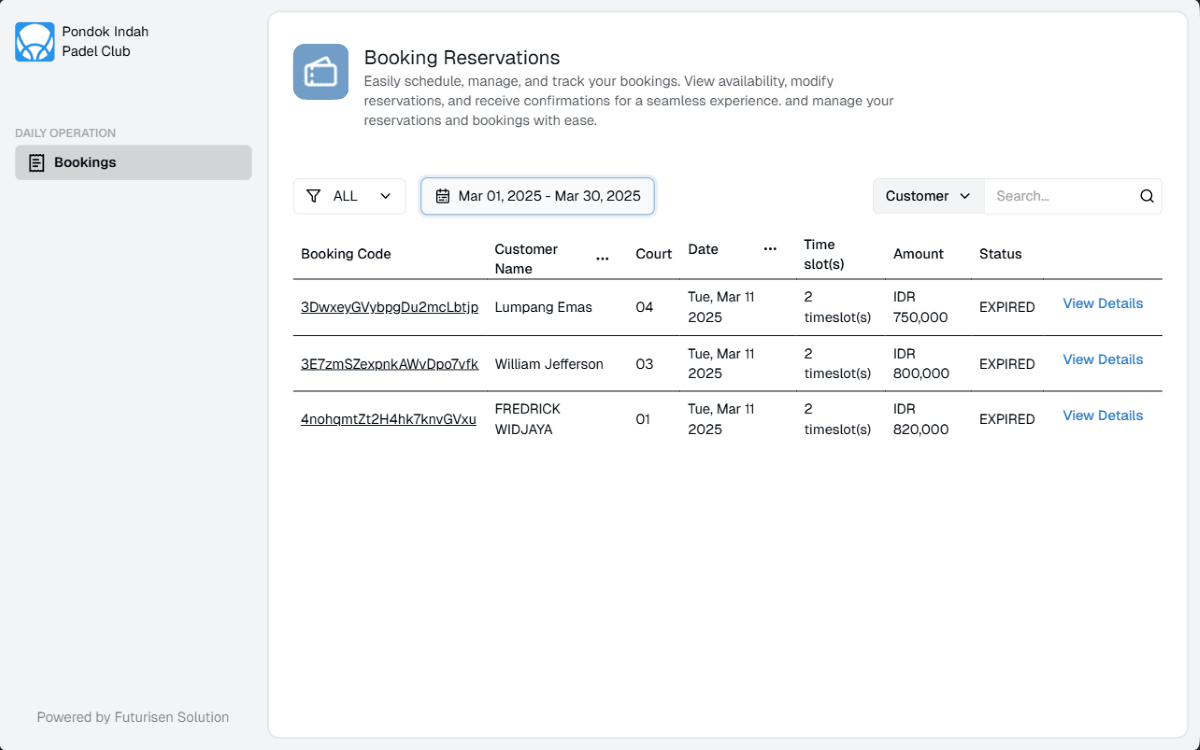 Pondok Indah
Padel Club
DAILY OPERATION
Bookings
Powered by Futurisen Solution
Booking Reservations
Easily schedule, manage, and track your bookings. View availability, modify
reservations, and receive confirmations for a seamless experience. and manage your
reservations and bookings with ease.
ALL
Mar 01, 2025 - Mar 30, 2025
Customer
Search...
Booking Code
Customer
Name
...
Court
Date
...
Time
slot(s)
Amount
Status
3DwxeyGVybpgDu2mcLbtjp
Lumpang Emas
04
Tue, Mar 11
2025
2
timeslot(s)
IDR
750,000
EXPIRED
View Details
3E7zmSZexpnkAWvDpo7vfk
William Jefferson
03
Tue, Mar 11
2025
2
timeslot(s)
IDR
800,000
EXPIRED
View Details
4nohqmtZt2H4hk7knvGVxu
FREDRICK
WIDJAYA
01
Tue, Mar 11
2025
2
timeslot(s)
IDR
820,000
EXPIRED
View Details